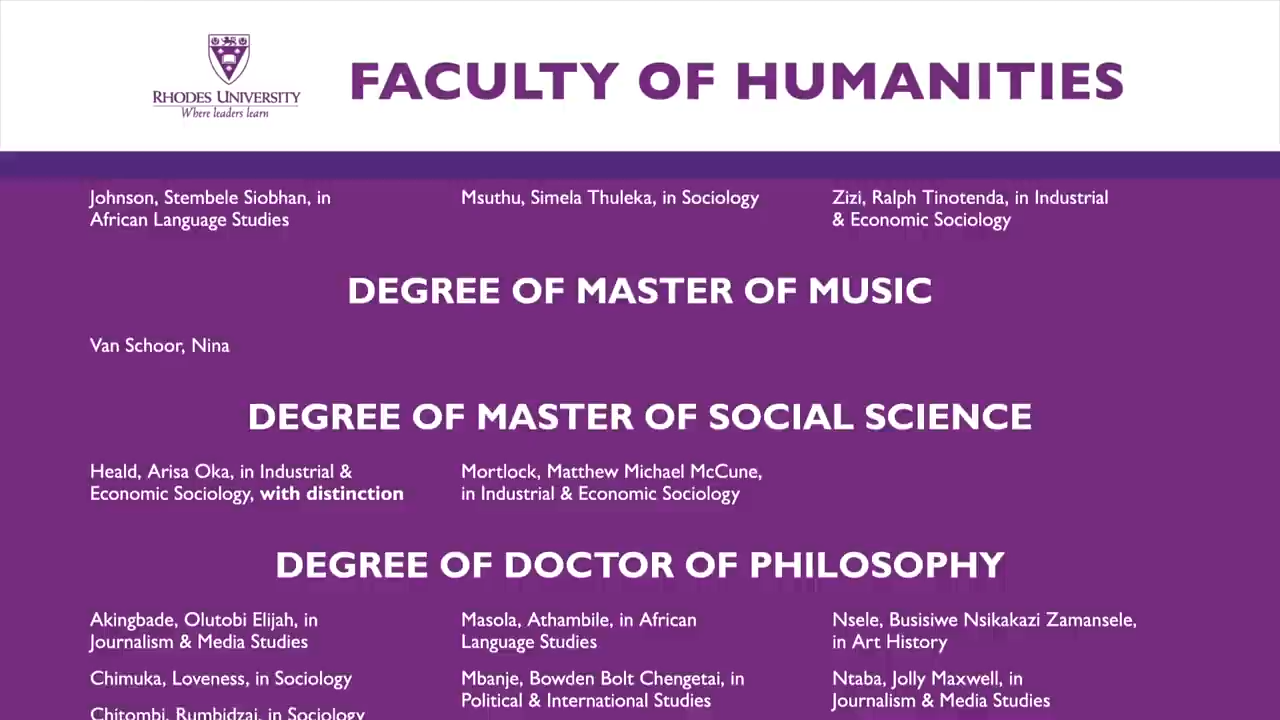 RHODES UNIVERSITY
Where leaders learn
FACULTY OF HUMANITIES
Johnson, Stembele Siobhan, in
African Language Studies
Msuthu, Simela Thuleka, in Sociology
Zizi, Ralph Tinotenda, in Industrial
& Economic Sociology
DEGREE OF MASTER OF MUSIC
Van Schoor, Nina
DEGREE OF MASTER OF SOCIAL SCIENCE
Heald, Arisa Oka, in Industrial &
Economic Sociology, with distinction
Mortlock, Matthew Michael McCune,
in Industrial & Economic Sociology
DEGREE OF DOCTOR OF PHILOSOPHY
Akingbade, Olutobi Elijah, in
Journalism & Media Studies
Chimuka, Loveness, in Sociology
Chitombi, Rumbidzai, in Sociology
Masola, Athambile, in African
Language Studies
Mbanje, Bowden Bolt Chengetai, in
Political & International Studies
Nsele, Busisiwe Nsikakazi Zamansele,
in Art History
Ntaba, Jolly Maxwell, in
Journalism & Media Studies